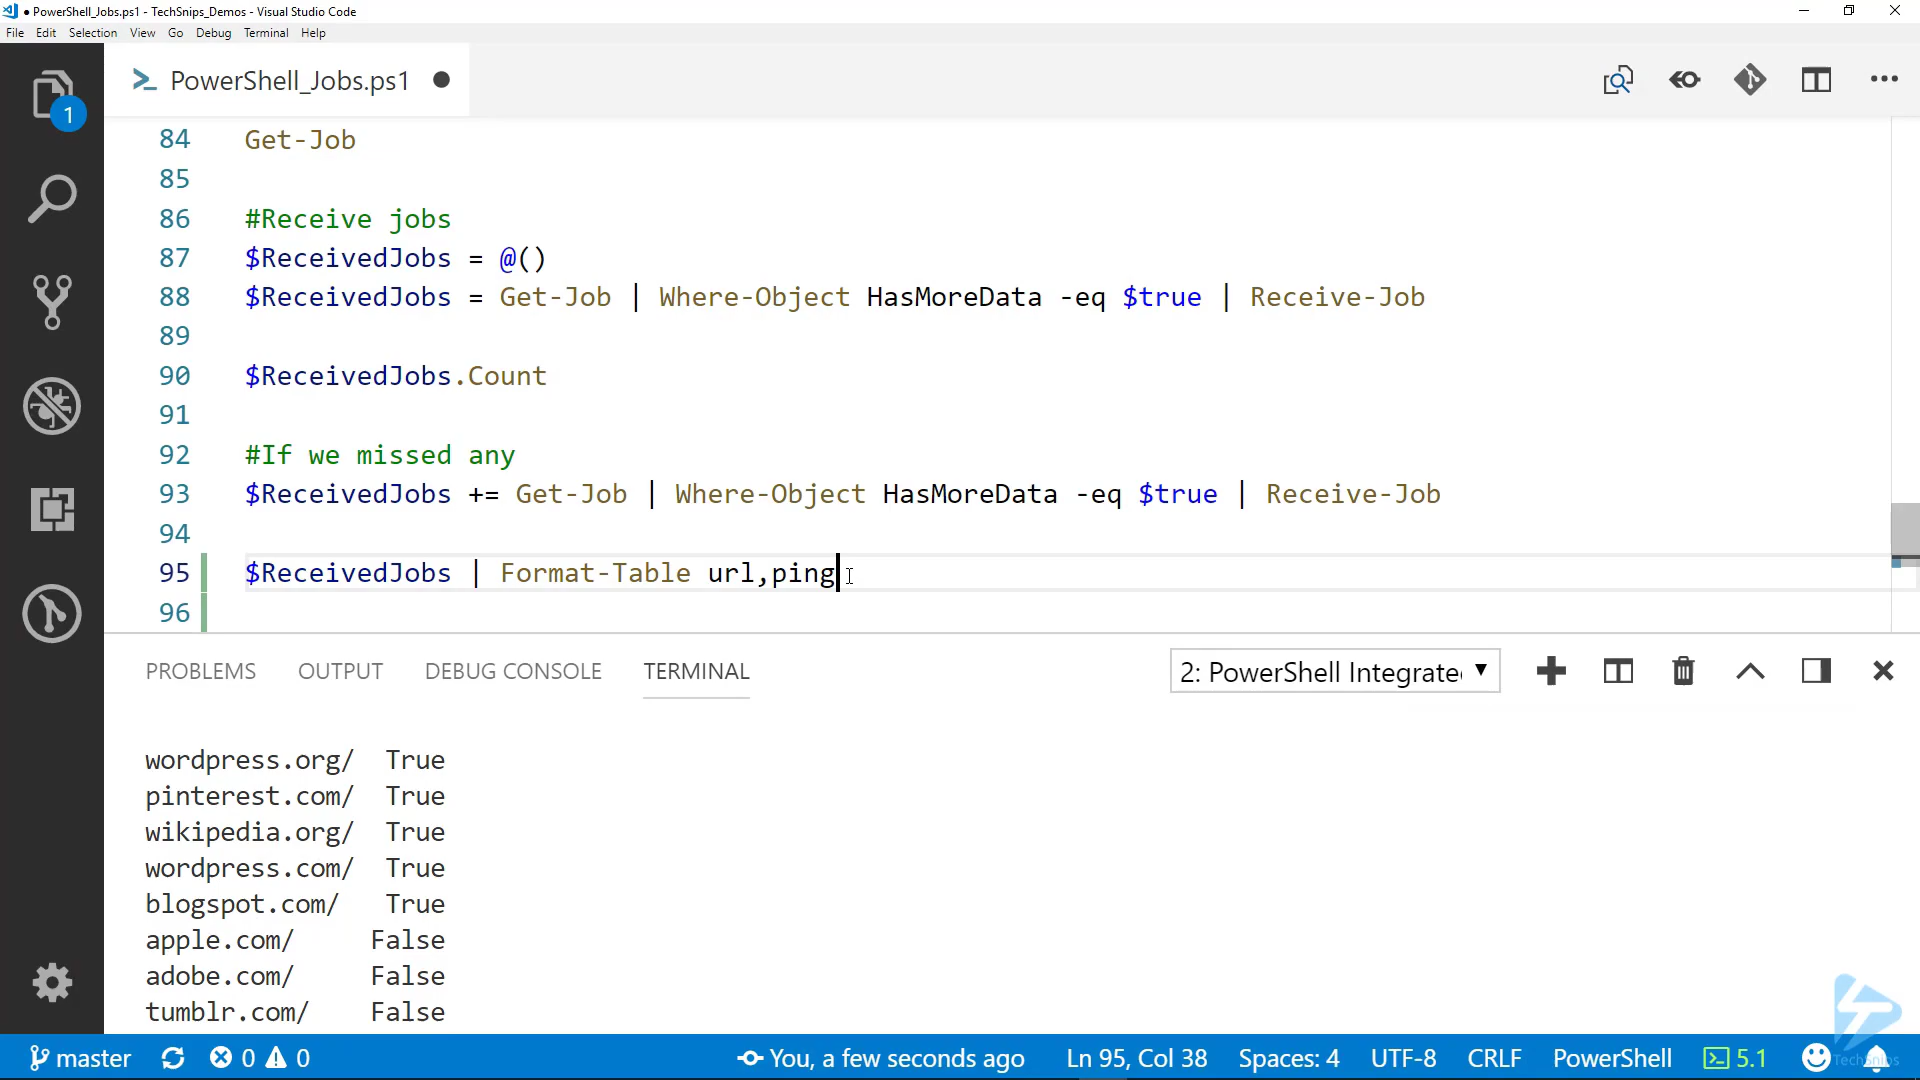 PowerShell_Jobs.ps1 - TechSnips_Demos - Visual Studio Code
File Edit Selection View Go Debug Terminal Help
PowerShell_Jobs.ps1
1
84 Get-Job
85
86 #Receive jobs
87 $ReceivedJobs = @()
88 $ReceivedJobs = Get-Job | Where-Object HasMoreData -eq $true | Receive-Job
89
90 $ReceivedJobs.Count
91
92 #If we missed any
93 $ReceivedJobs += Get-Job | Where-Object HasMoreData -eq $true | Receive-Job
94
95 $ReceivedJobs | Format-Table url,ping
96
PROBLEMS OUTPUT DEBUG CONSOLE TERMINAL 2: PowerShell Integrate
wordpress.org/ True
pinterest.com/ True
wikipedia.org/ True
wordpress.com/ True
blogspot.com/ True
apple.com/ False
adobe.com/ False
tumblr.com/ False
master 0 0 You, a few seconds ago Ln 95, Col 38 Spaces: 4 UTF-8 CRLF PowerShell 5.1
TechSnips